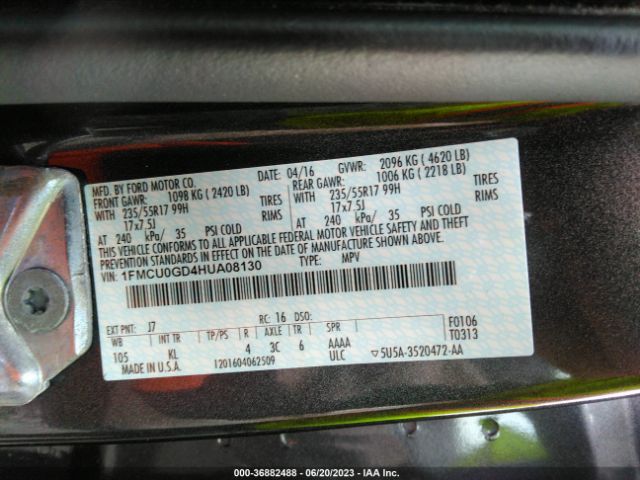 MFD. BY FORD MOTOR CO.
DATE: 04/16 GVWR: 2096 KG ( 4620 LB)
FRONT GAWR: 1098 KG ( 2420 LB) REAR GAWR: 1006 KG ( 2218 LB)
WITH 235/55R17 99H TIRES WITH 235/55R17 99H TIRES
17x7.5J RIMS 17x7.5J RIMS
AT 240 kPa/ 35 PSI COLD AT 240 kPa/ 35 PSI COLD
THIS VEHICLE CONFORMS TO ALL APPLICABLE FEDERAL MOTOR VEHICLE SAFETY AND THEFT
PREVENTION STANDARDS IN EFFECT ON THE DATE OF MANUFACTURE SHOWN ABOVE.
VIN: 1FMCU0GD4HUA08130 TYPE: MPV
EXT PNT: J7 RC: 16 DSO: F0106
WB INT TR TP/PS R AXLE TR SPR T0313
105 KL 4 3C 6 AAAA
MADE IN U.S.A. 1201604062509 ULC ▽5U5A-3520472-AA
000-36882488 - 06/20/2023 - IAA Inc.